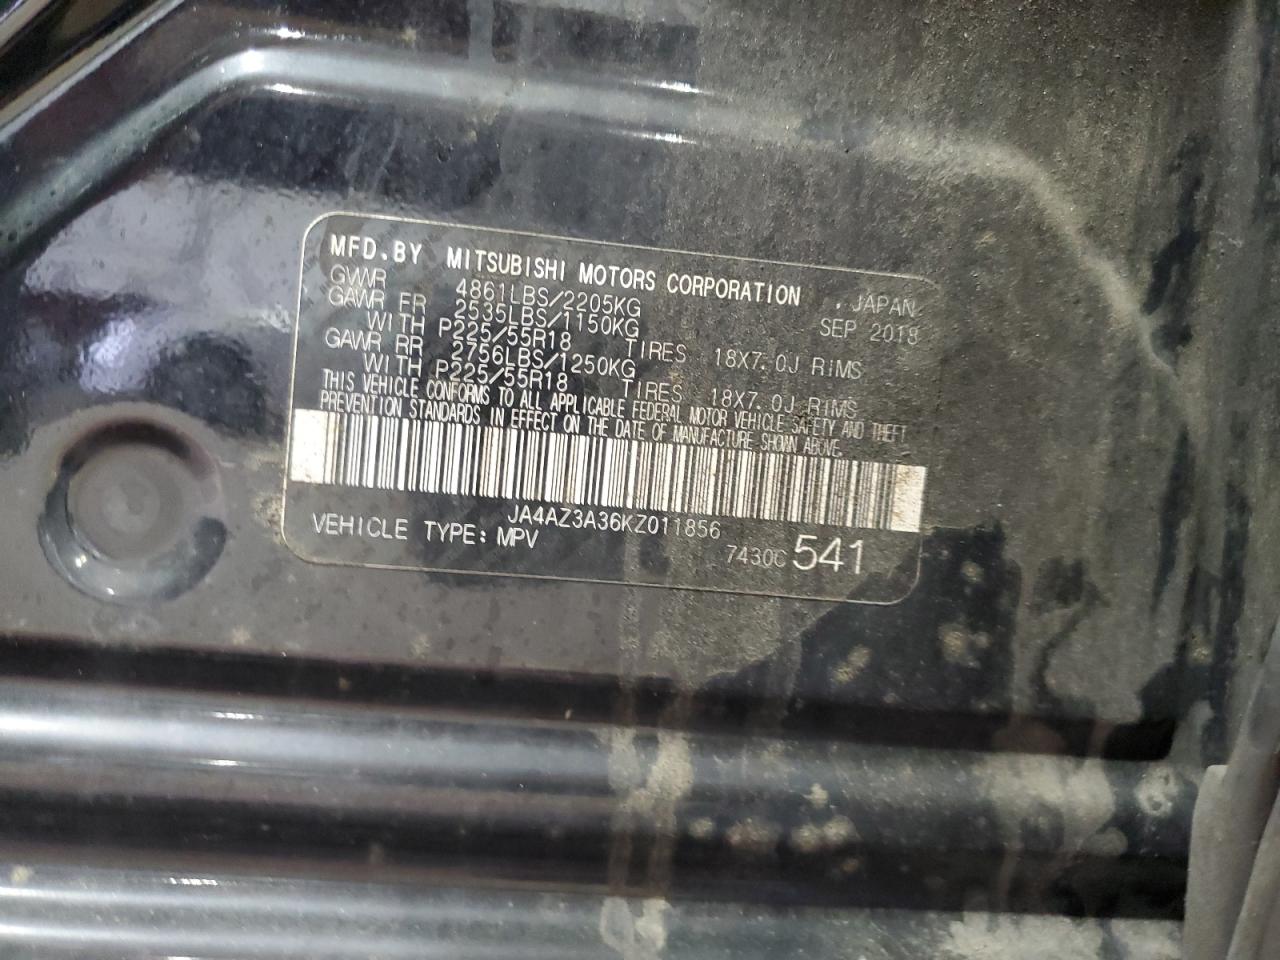 MFD.BY MITSUBISHI MOTORS CORPORATION , JAPAN
GVWR 4861LBS/2205KG SEP 2018
GAWR FR 2535LBS/1150KG
WITH P225/55R18 TIRES 18X7.0J RIMS
GAWR RR 2756LBS/1250KG
WITH P225/55R18 TIRES 18X7.0J RIMS
THIS VEHICLE CONFORMS TO ALL APPLICABLE FEDERAL MOTOR VEHICLE SAFETY AND THEFT
PREVENTION STANDARDS IN EFFECT ON THE DATE OF MANUFACTURE SHOWN ABOVE.
JA4AZ3A36KZ011856
VEHICLE TYPE: MPV 7430C 541